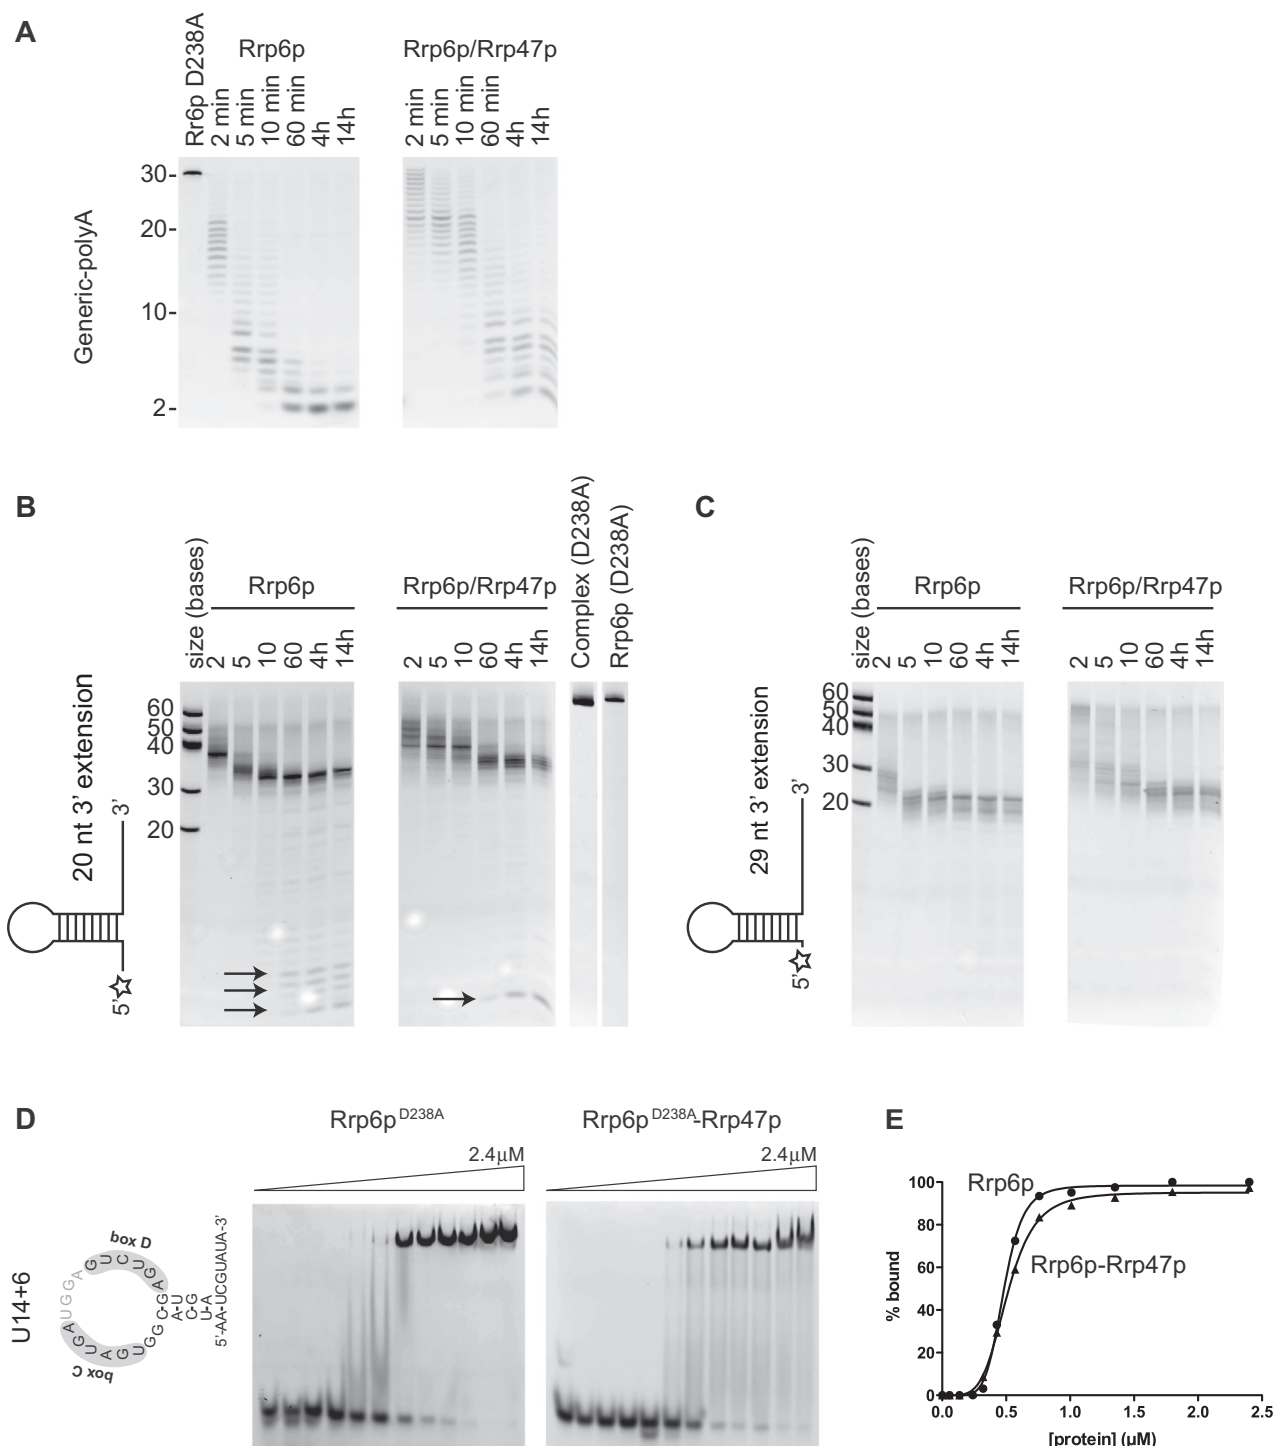 A
Rr6p D238A
Rrp6p
2 min
5 min
10 min
60 min
4h
14h
Rrp6p/Rrp47p
2 min
5 min
10 min
60 min
4h
14h
Generic-polyA
30-
20-
10-
2-
B
size (bases)
Rrp6p
2
5
10
60
4h
14h
Rrp6p/Rrp47p
2
5
10
60
4h
14h
Complex (D238A)
Rrp6p (D238A)
20 nt 3' extension
3'
5'
60
50
40
30
20
C
size (bases)
Rrp6p
2
5
10
60
4h
14h
Rrp6p/Rrp47p
2
5
10
60
4h
14h
29 nt 3' extension
3'
5'
60
50
40
30
20
D
Rrp6p D238A
2.4µM
Rrp6p D238A-Rrp47p
2.4µM
U14+6
box D
G U C U G A
A G G U
A G U A G U
box C
G G
C-G
A-U
C-G
U-A
5'-AA-UCGUAUA-3'
E
Rrp6p
Rrp6p-Rrp47p
% bound
100
80
60
40
20
0
0.0 0.5 1.0 1.5 2.0 2.5
[protein] (µM)